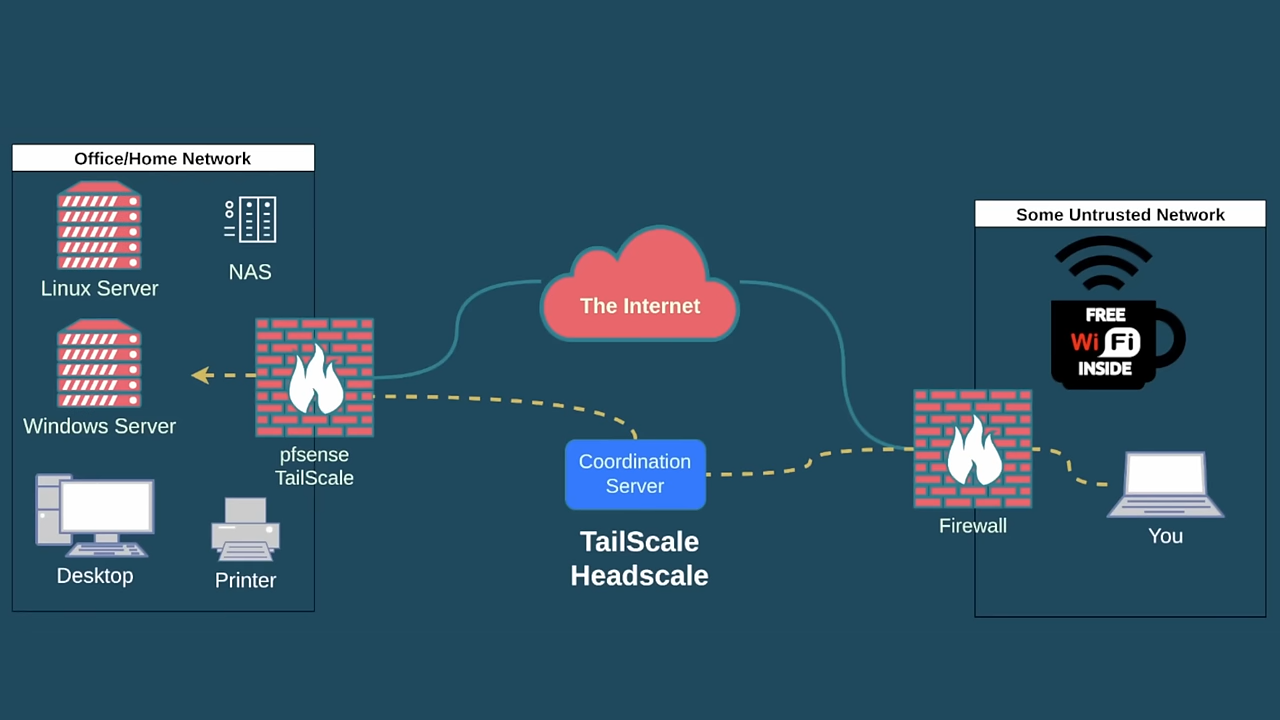 Office/Home Network
Linux Server
NAS
Windows Server
pfsense
TailScale
Desktop
Printer
The Internet
Coordination
Server
TailScale
Headscale
Some Untrusted Network
FREE
Wi Fi
INSIDE
Firewall
You